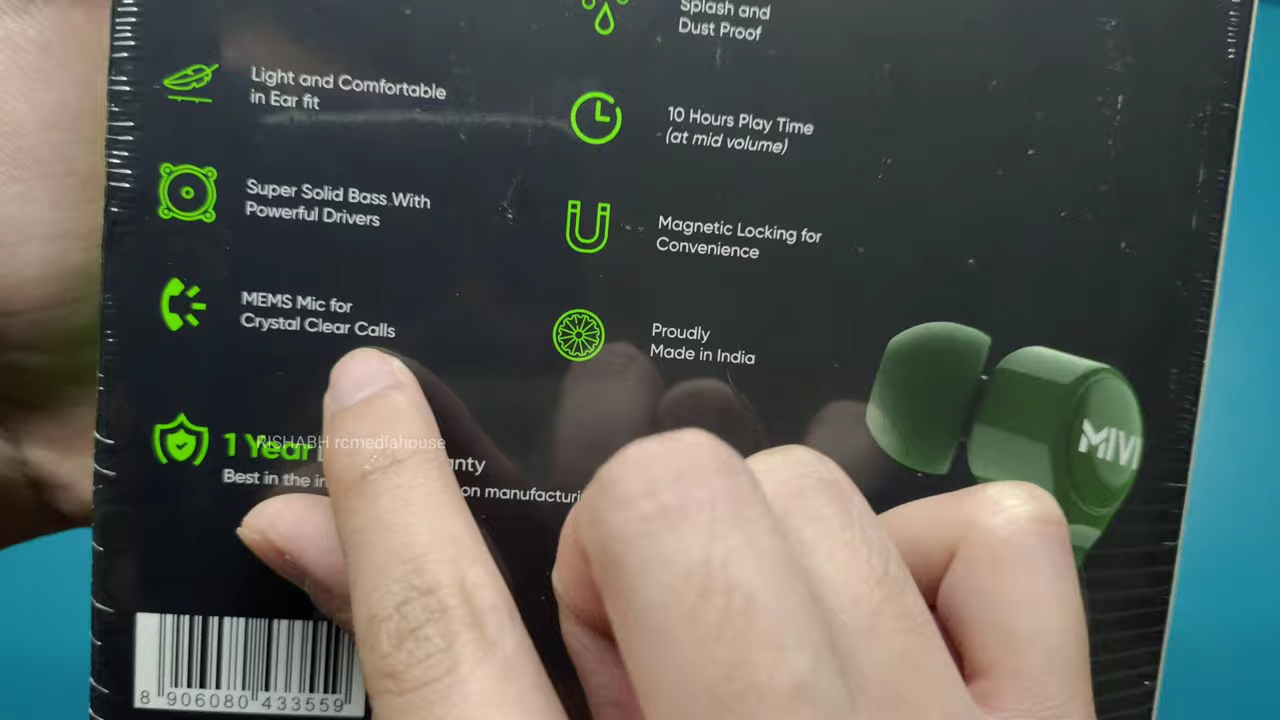 Splash and
Dust Proof
Light and Comfortable
in Ear fit
10 Hours Play Time
(at mid volume)
Super Solid Bass With
Powerful Drivers
Magnetic Locking for
Convenience
MEMS Mic for
Crystal Clear Calls
Proudly
Made in India
MIVI
1 Year
RISHABH rcmediahouse
Best in the
on
8 906080 433559